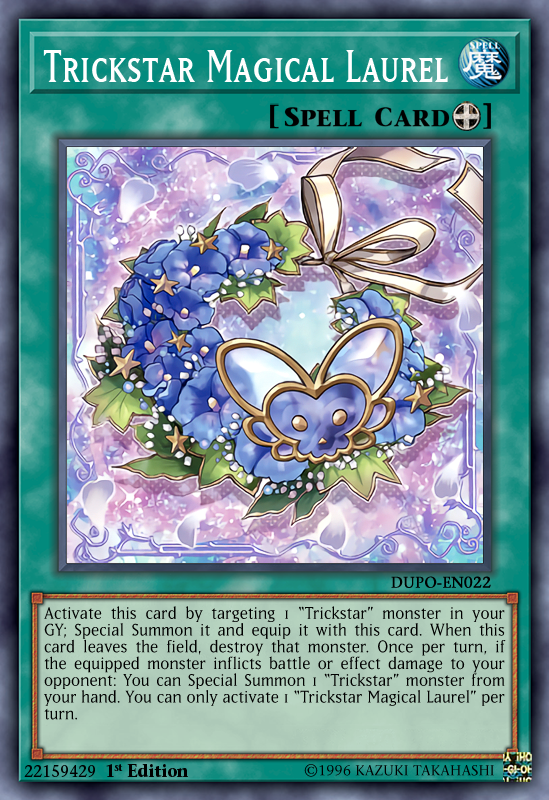 TRICKSTAR MAGICAL LAUREL
SPELL
魔
[SPELL CARD]
DUPO-EN022
Activate this card by targeting 1 "Trickstar" monster in your
GY; Special Summon it and equip it with this card. When this
card leaves the field, destroy that monster. Once per turn, if
the equipped monster inflicts battle or effect damage to your
opponent: You can Special Summon 1 "Trickstar" monster from
your hand. You can only activate 1 "Trickstar Magical Laurel" per
turn.
22159429 1st Edition ©1996 KAZUKI TAKAHASHI